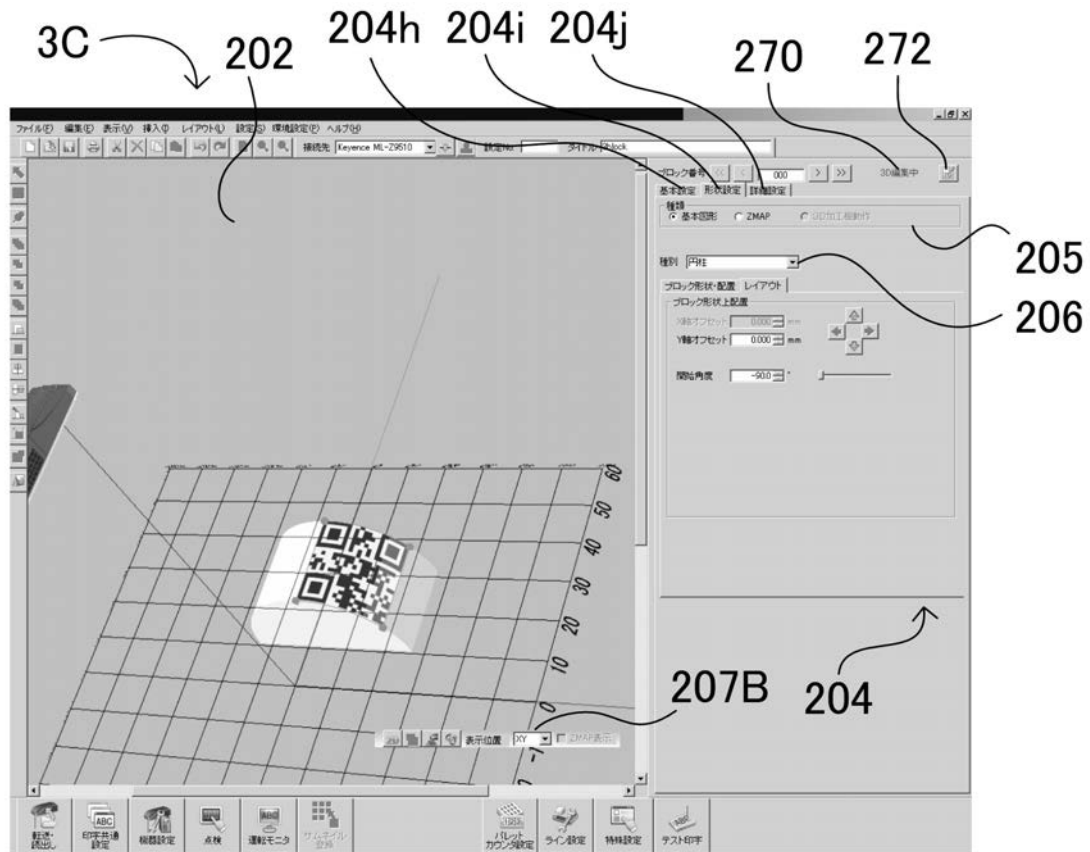 3C
202
204h
204i
204j
270
272
ファイル(F) 編集(E) 表示(V) 挿入(I) レイアウト(L) 設定(S) 環境設定(P) ヘルプ(H)
接続先 Keyence ML-Z9510 設定No. タイトル
ブロック番号 000 3D編集中
基本設定 形状設定 詳細設定
種類
基本図形 ZMAP
205
種別 円柱
206
ブロック形状・配置 レイアウト
ブロック形状上配置
X軸オフセット 0.000 mm
Y軸オフセット 0.000 mm
開始角度 -90.0 °
60
50
40
30
20
10
0
-1
204
207B
表示位置 XY ZMAP表示
転送・読出し
印字共通設定
機器設定
点検
運転モニタ
サムネイル登録
パレットカウンタ設定
ライン設定
特殊設定
テスト印字